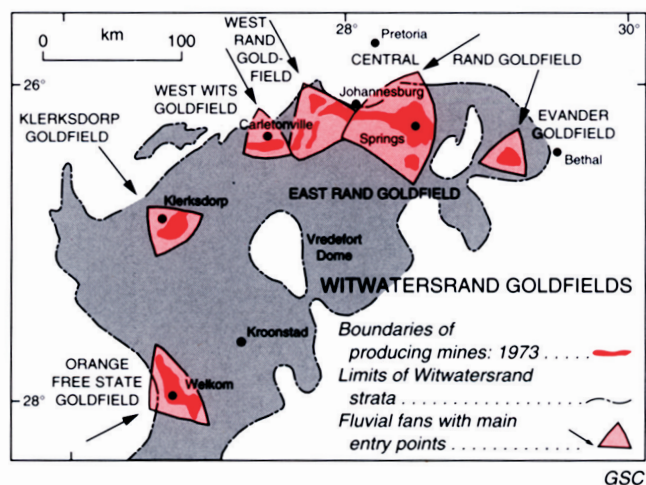 0 km 100
28°
30°
Pretoria
WEST
RAND
GOLD-
FIELD
CENTRAL
RAND GOLDFIELD
26°
WEST WITS
GOLDFIELD
Johannesburg
KLERKSDORP
GOLDFIELD
Carletonville
Springs
EVANDER
GOLDFIELD
Bethal
EAST RAND GOLDFIELD
Klerksdorp
Vredefort
Dome
WITWATERSRAND GOLDFIELDS
Kroonstad
Boundaries of
producing mines: 1973 . . . . .
Limits of Witwatersrand
strata . . . . . . . . . . . . . . . . . .
Fluvial fans with main
entry points . . . . . . . . . . . .
ORANGE
FREE STATE
GOLDFIELD
Welkom
28°
GSC